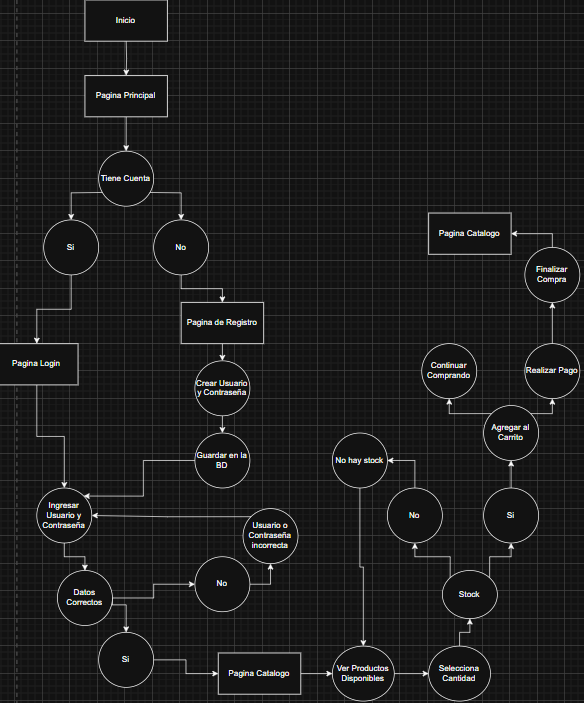 Inicio
Pagina Principal
Tiene Cuenta
Si
No
Pagina Catalogo
Finalizar
Compra
Pagina de Registro
Pagina Login
Continuar
Comprando
Realizar Pago
Crear Usuario
y Contraseña
Agregar al
Carrito
Guardar en la
BD
No hay stock
Ingresar
Usuario y
Contraseña
No
Si
Usuario o
Contraseña
incorrecta
Datos
Correctos
No
Stock
Si
Pagina Catalogo
Ver Productos
Disponibles
Selecciona
Cantidad